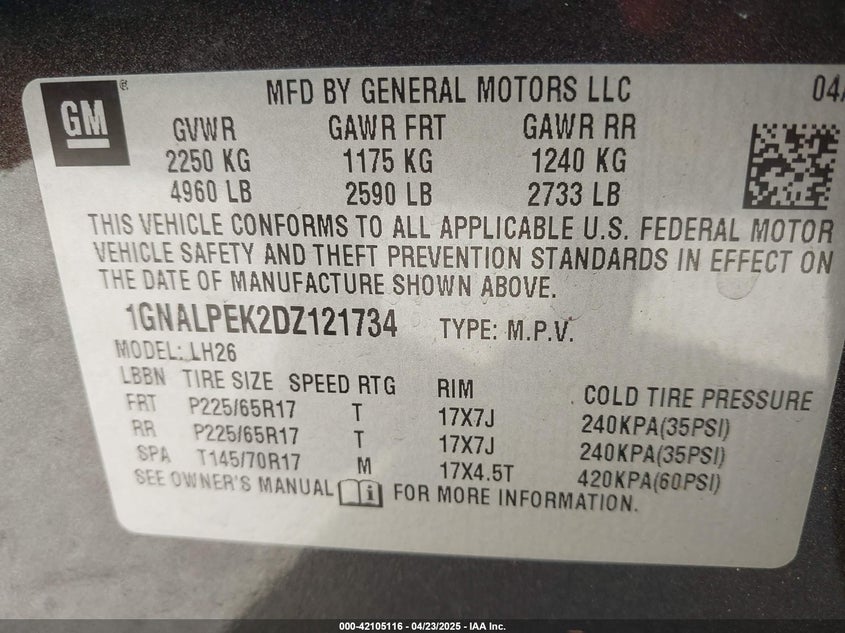 GM®
MFD BY GENERAL MOTORS LLC 04/
GVWR GAWR FRT GAWR RR
2250 KG 1175 KG 1240 KG
4960 LB 2590 LB 2733 LB
THIS VEHICLE CONFORMS TO ALL APPLICABLE U.S. FEDERAL MOTOR
VEHICLE SAFETY AND THEFT PREVENTION STANDARDS IN EFFECT ON
THE DATE OF MANUFACTURE SHOWN ABOVE.
1GNALPEK2DZ121734 TYPE: M.P.V.
MODEL: LH26
LBBN TIRE SIZE SPEED RTG RIM COLD TIRE PRESSURE
FRT P225/65R17 T 17X7J 240KPA(35PSI)
RR P225/65R17 T 17X7J 240KPA(35PSI)
SPA T145/70R17 M 17X4.5T 420KPA(60PSI)
SEE OWNER'S MANUAL FOR MORE INFORMATION.
000-42105116 - 04/23/2025 - IAA Inc.